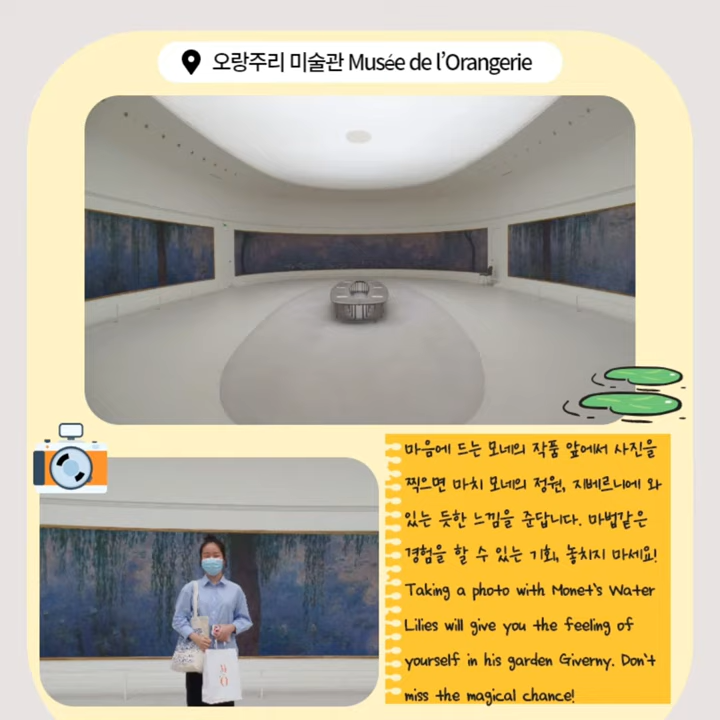 오랑주리 미술관 Musée de l'Orangerie
마음에 드는 모네의 작품 앞에서 사진을
찍으면 마치 모네의 정원, 지베르니에 와
있는 듯한 느낌을 준답니다. 마법같은
경험을 할 수 있는 기회, 놓치지 마세요!
Taking a photo with Monet's Water
Lilies will give you the feeling of
yourself in his garden Giverny. Don't
miss the magical chance!